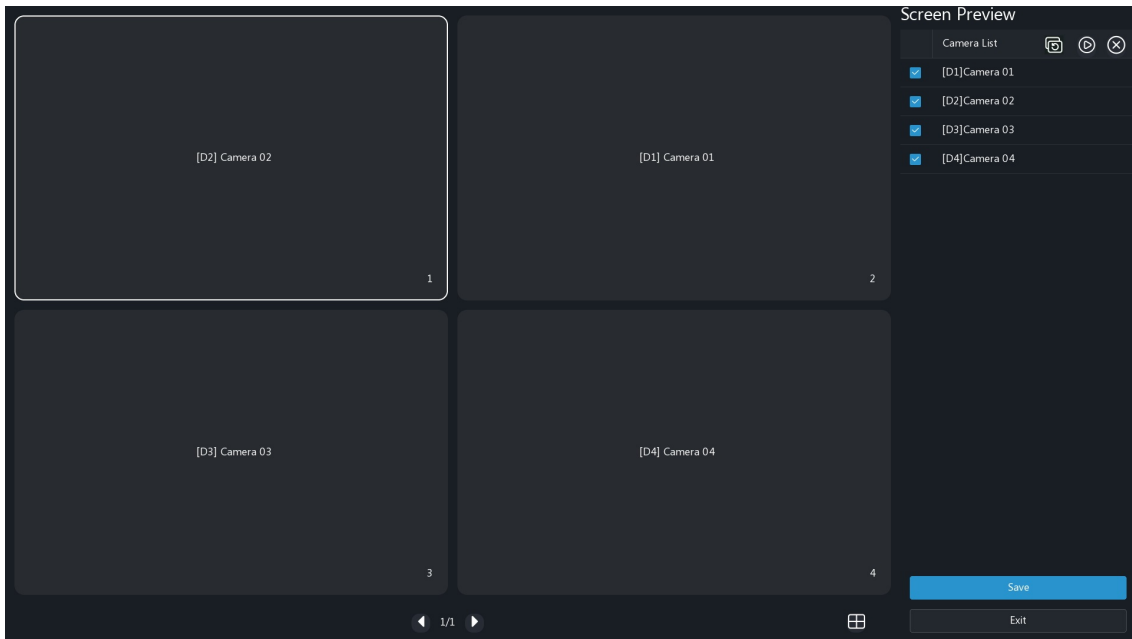 Screen Preview
Camera List
[D1]Camera 01
[D2]Camera 02
[D3]Camera 03
[D4]Camera 04
[D2] Camera 02
1
[D1] Camera 01
2
[D3] Camera 03
3
[D4] Camera 04
4
1/1
Save
Exit